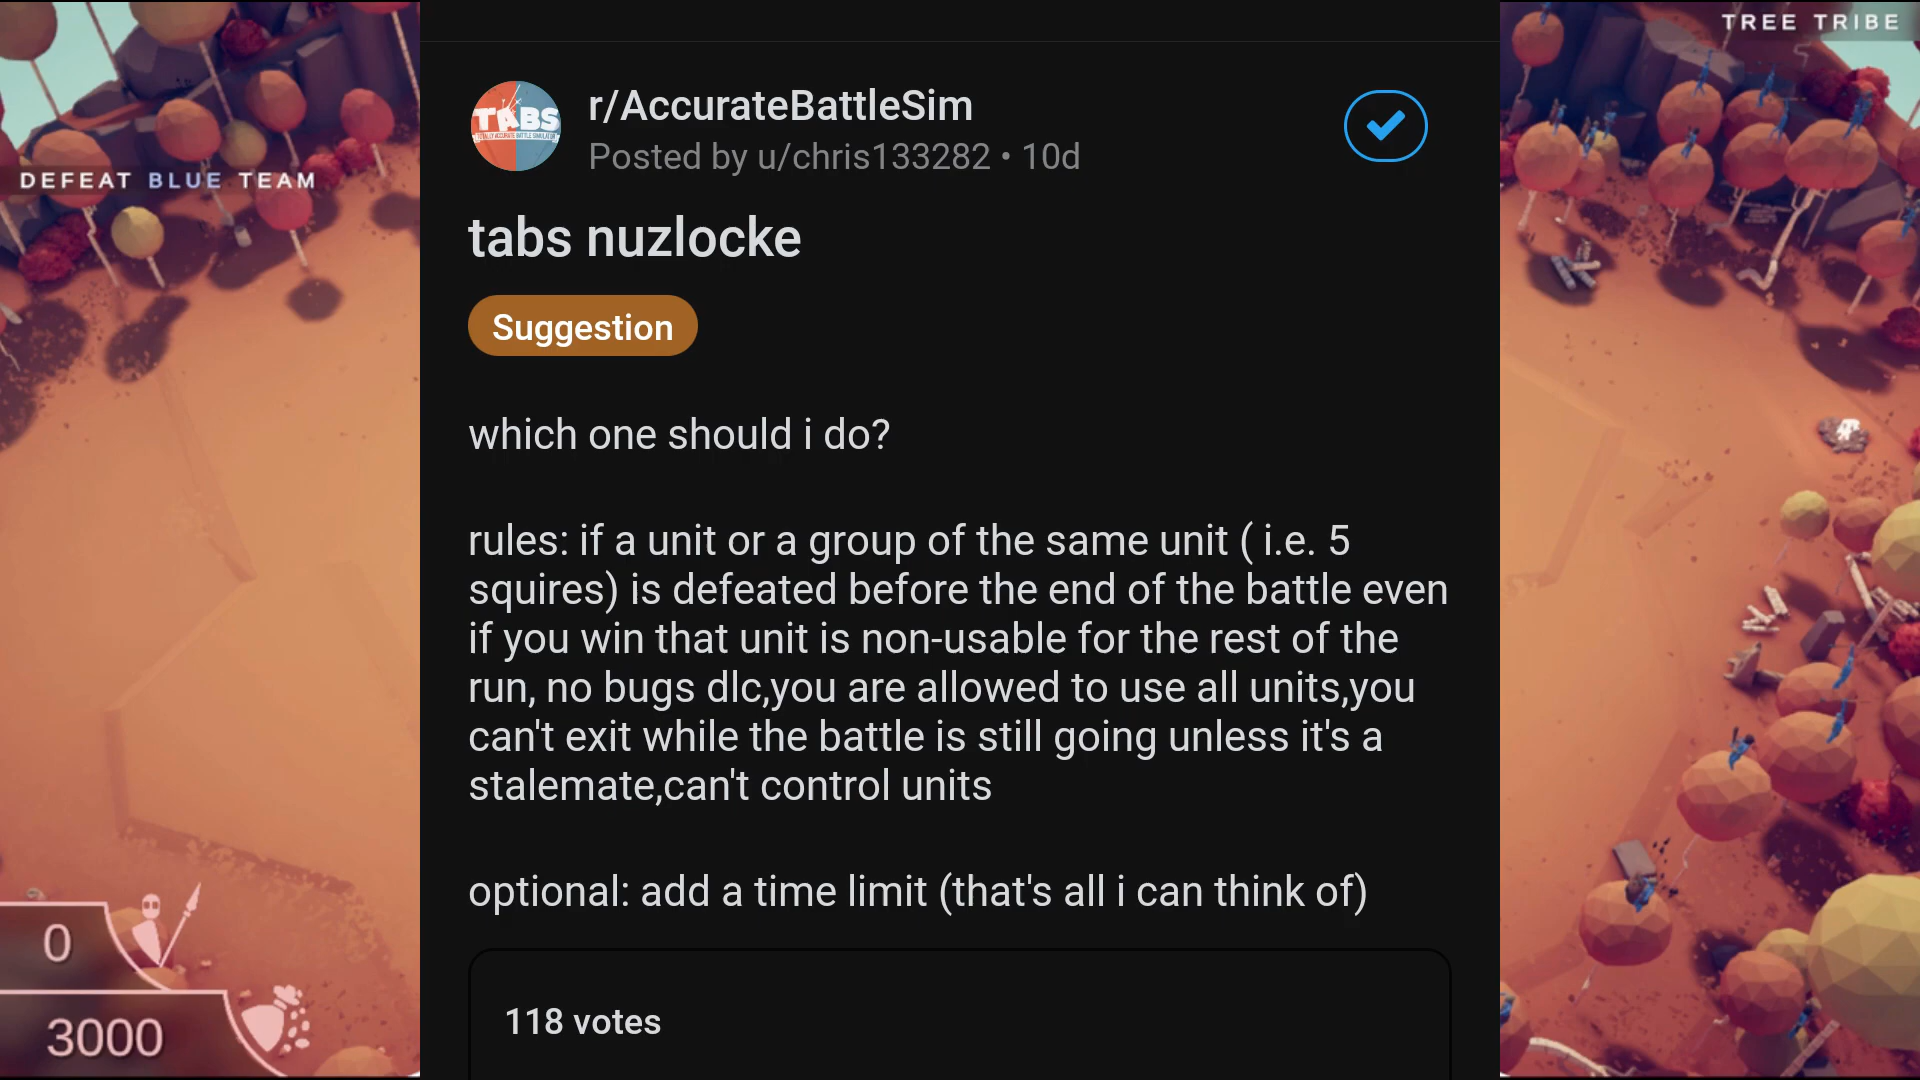 TREE TRIBE
DEFEAT BLUE TEAM
TABS
TOTALLY ACCURATE BATTLE SIMULATOR
r/AccurateBattleSim
Posted by u/chris133282 • 10d
tabs nuzlocke
Suggestion
which one should i do?
rules: if a unit or a group of the same unit ( i.e. 5
squires) is defeated before the end of the battle even
if you win that unit is non-usable for the rest of the
run, no bugs dlc,you are allowed to use all units,you
can't exit while the battle is still going unless it's a
stalemate,can't control units
optional: add a time limit (that's all i can think of)
118 votes
0
3000